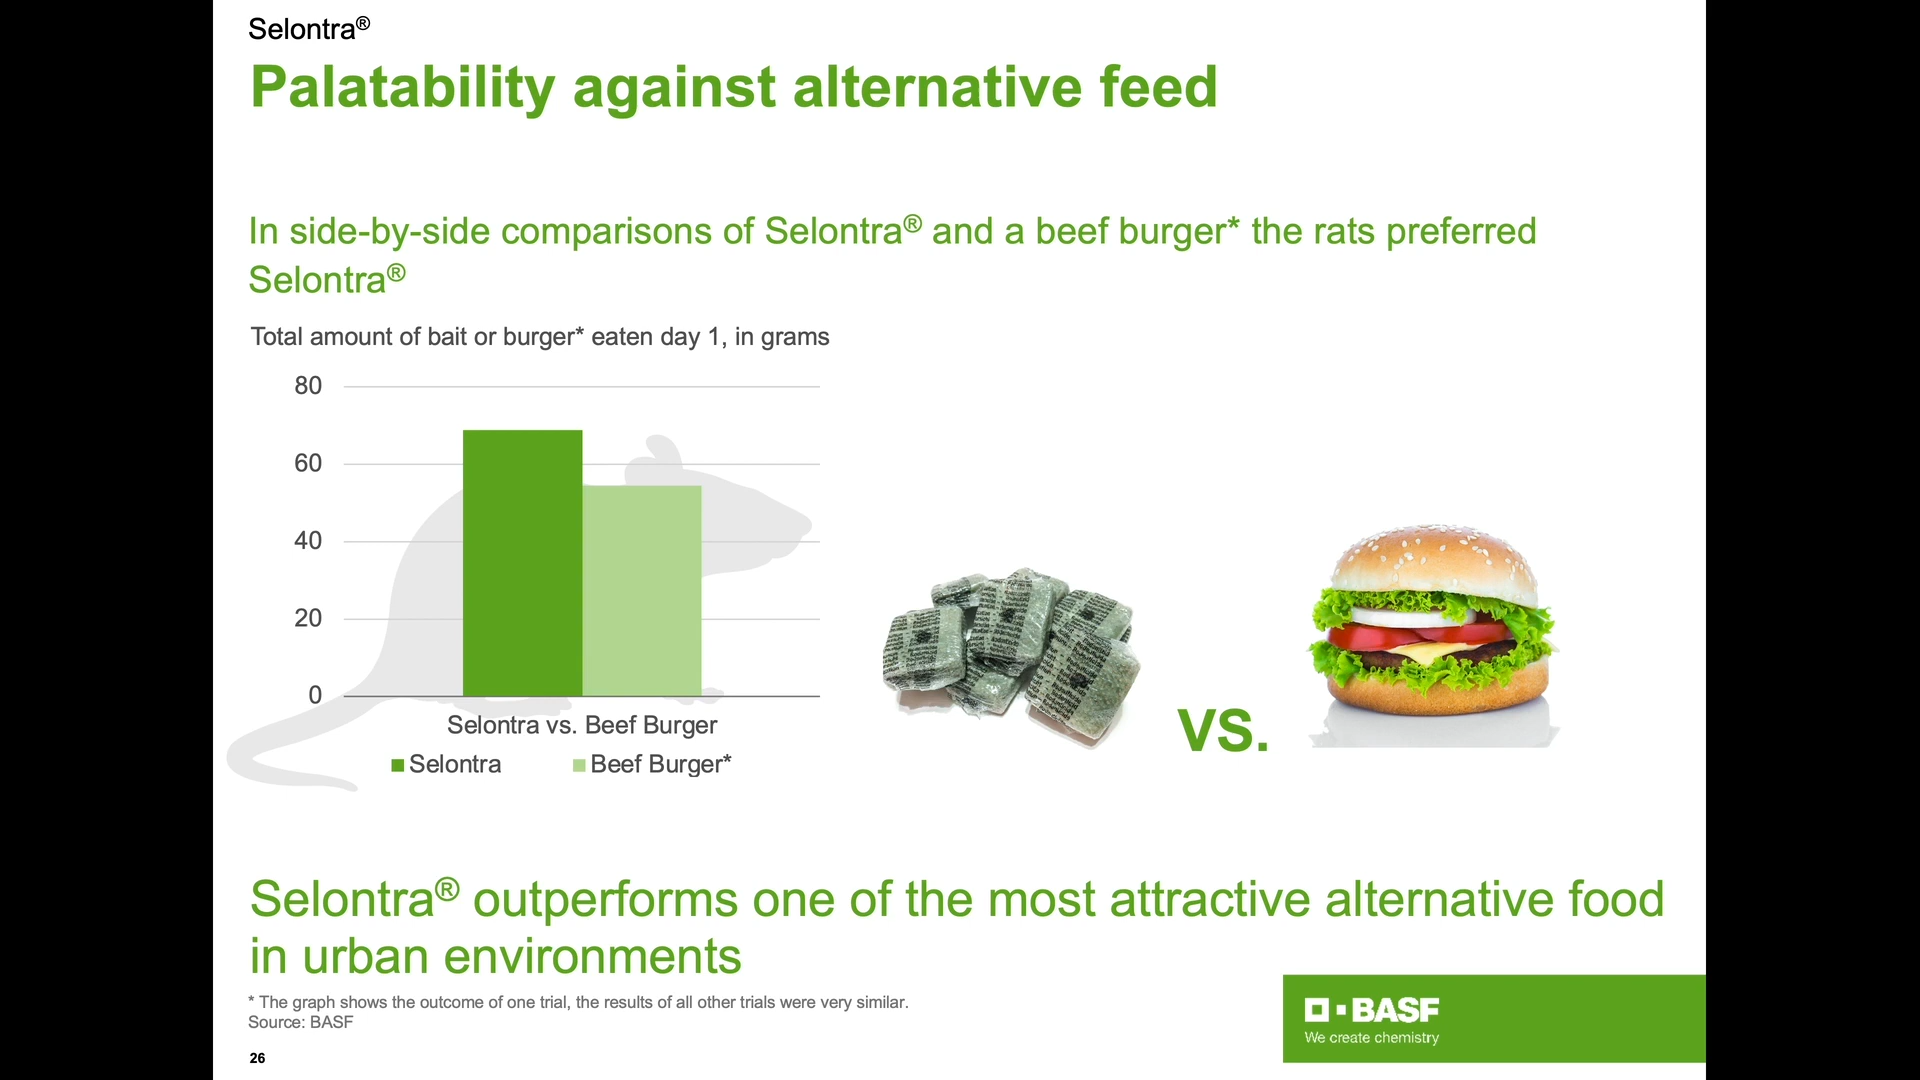 Selontra®
Palatability against alternative feed
In side-by-side comparisons of Selontra® and a beef burger* the rats preferred
Selontra®
Total amount of bait or burger* eaten day 1, in grams
80
60
40
20
0
Selontra vs. Beef Burger
Selontra
Beef Burger*
VS.
Selontra® outperforms one of the most attractive alternative food
in urban environments
* The graph shows the outcome of one trial, the results of all other trials were very similar.
Source: BASF
26
BASF
We create chemistry